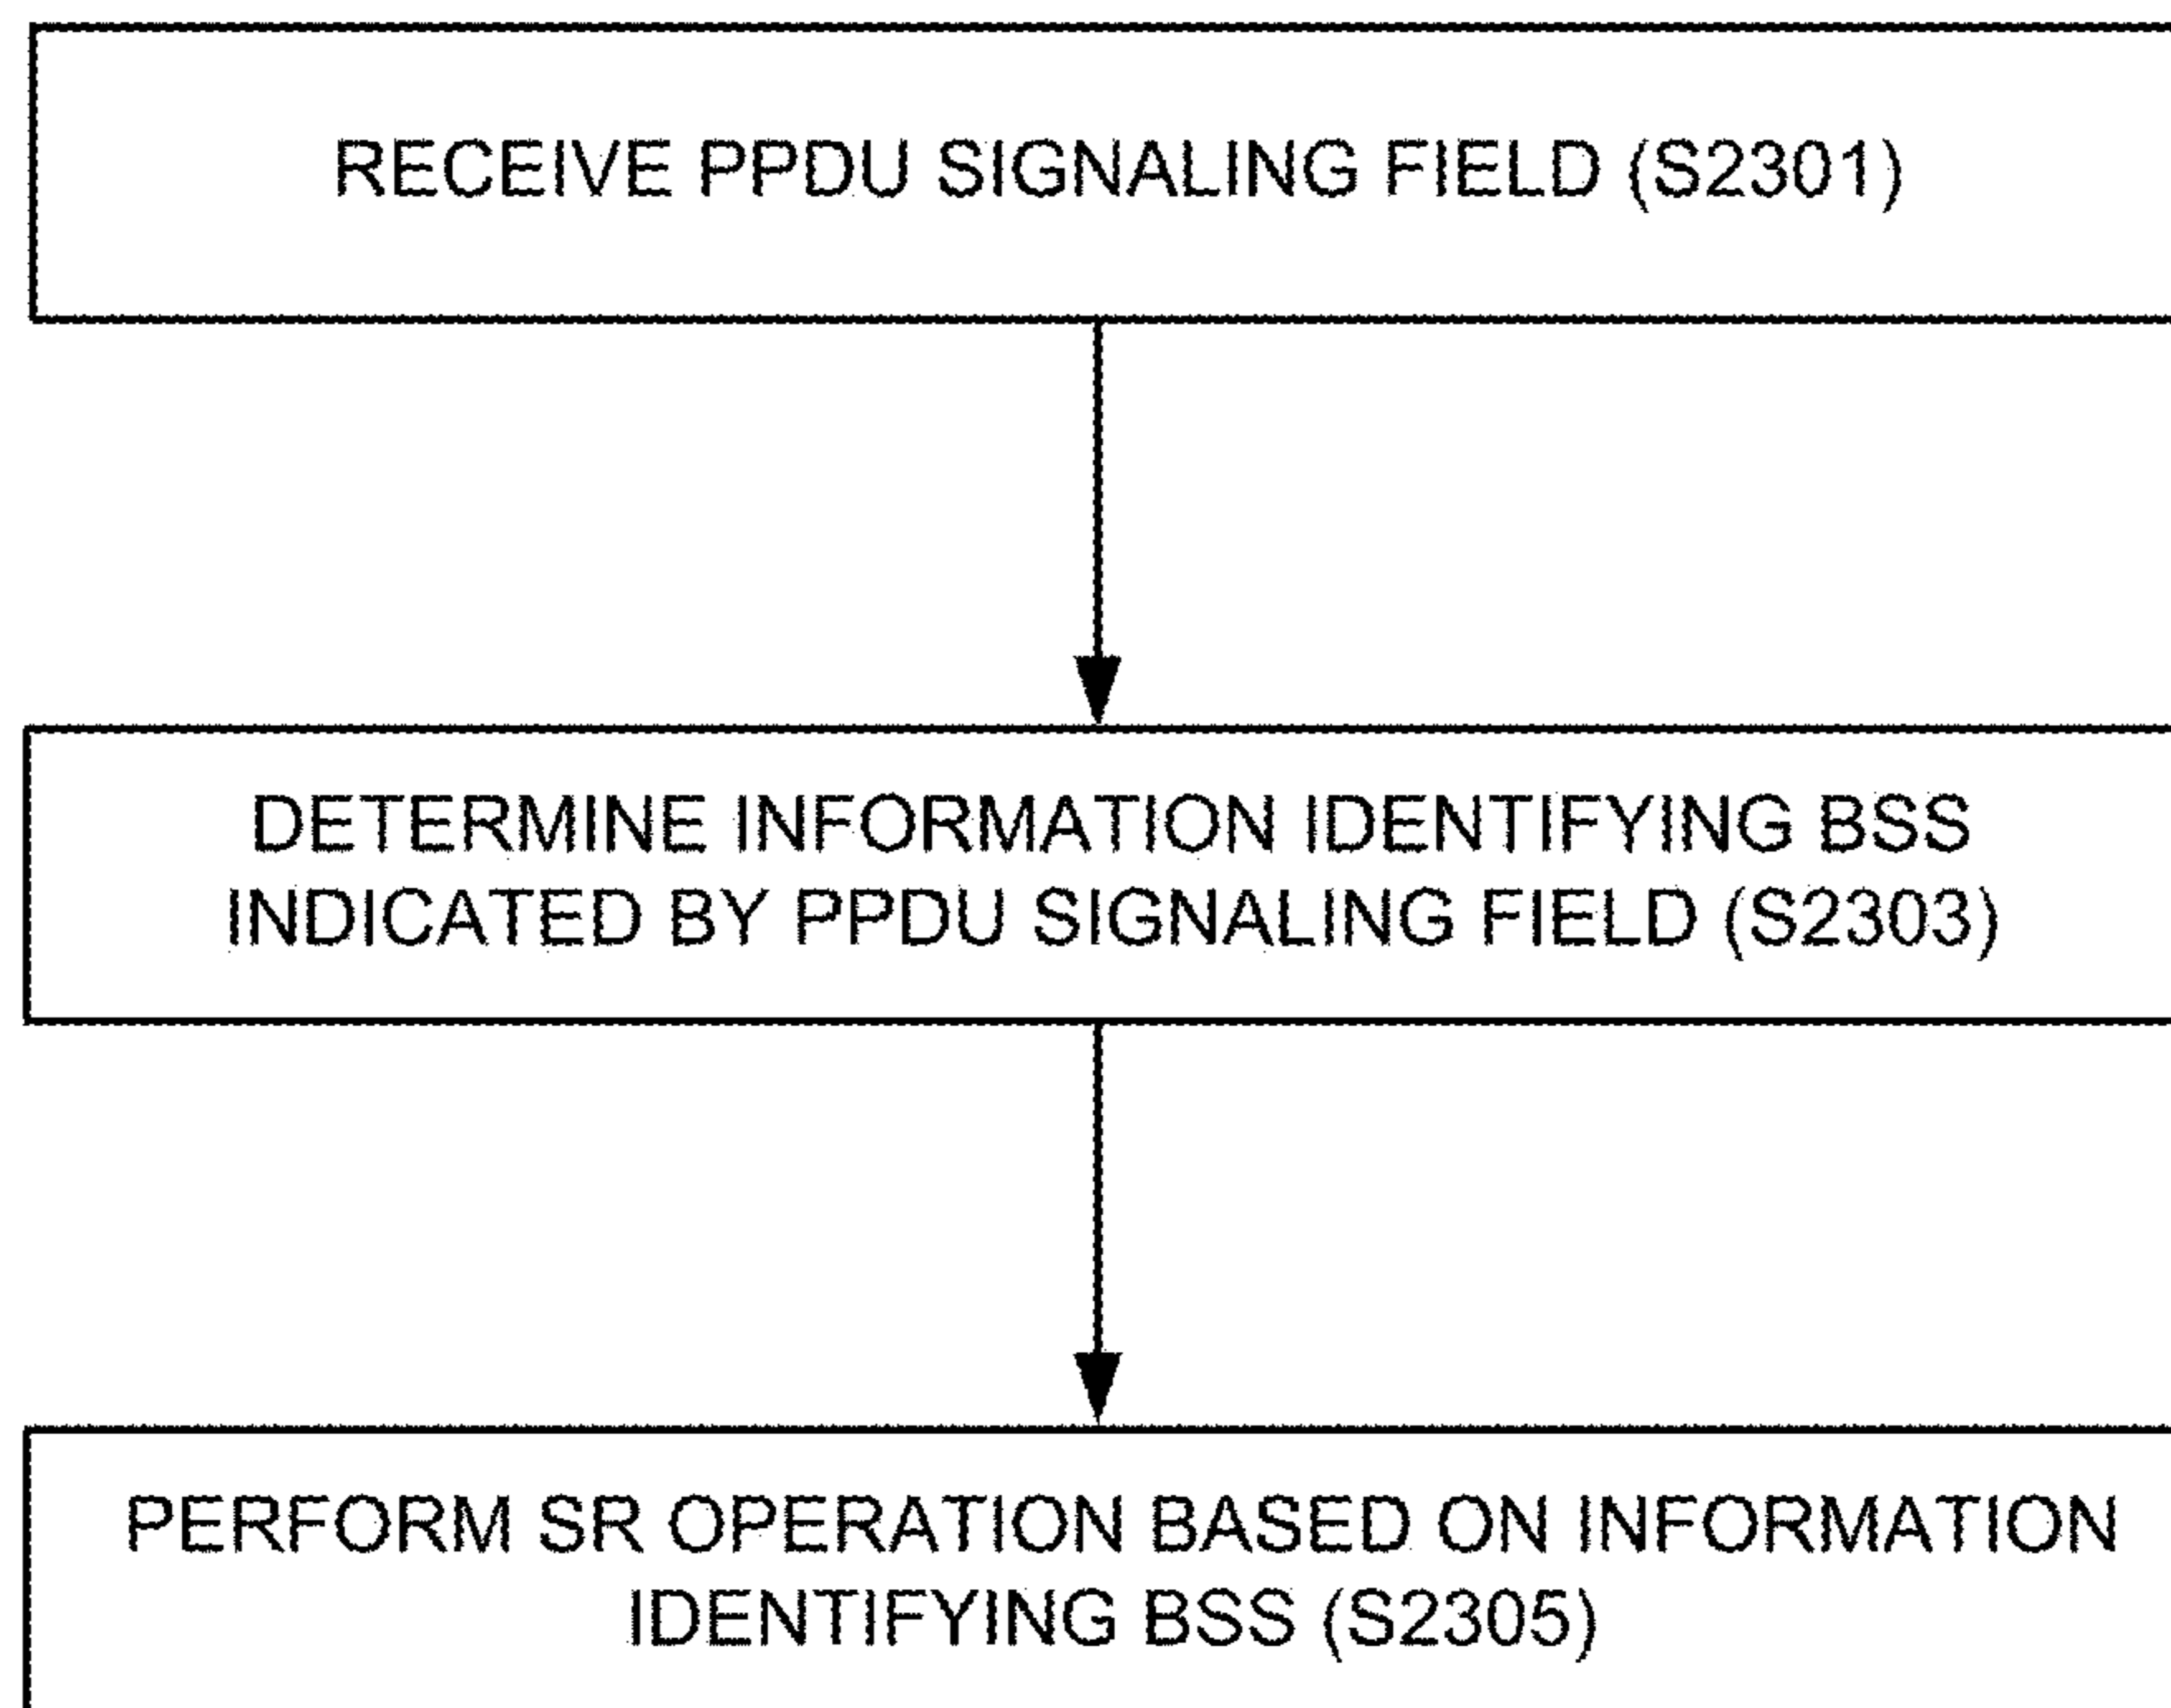 RECEIVE PPDU SIGNALING FIELD (S2301)
DETERMINE INFORMATION IDENTIFYING BSS
INDICATED BY PPDU SIGNALING FIELD (S2303)
PERFORM SR OPERATION BASED ON INFORMATION
IDENTIFYING BSS (S2305)